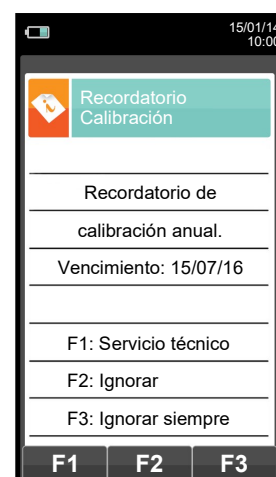 15/01/14
10:00
Recordatorio
Calibración
Recordatorio de
calibración anual.
Vencimiento: 15/07/16
F1: Servicio técnico
F2: Ignorar
F3: Ignorar siempre
F1 F2 F3